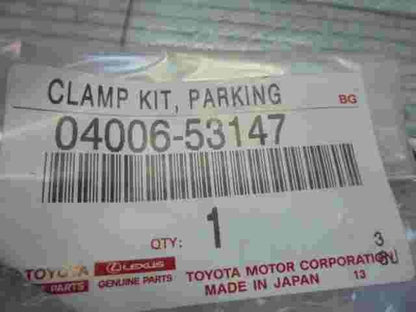 CLAMP KIT, PARKING BG
04006-53147
QTY: 1
3
TOYOTA LEXUS TOYOTA MOTOR CORPORATION
PARTS GENUINE PARTS MADE IN JAPAN 13